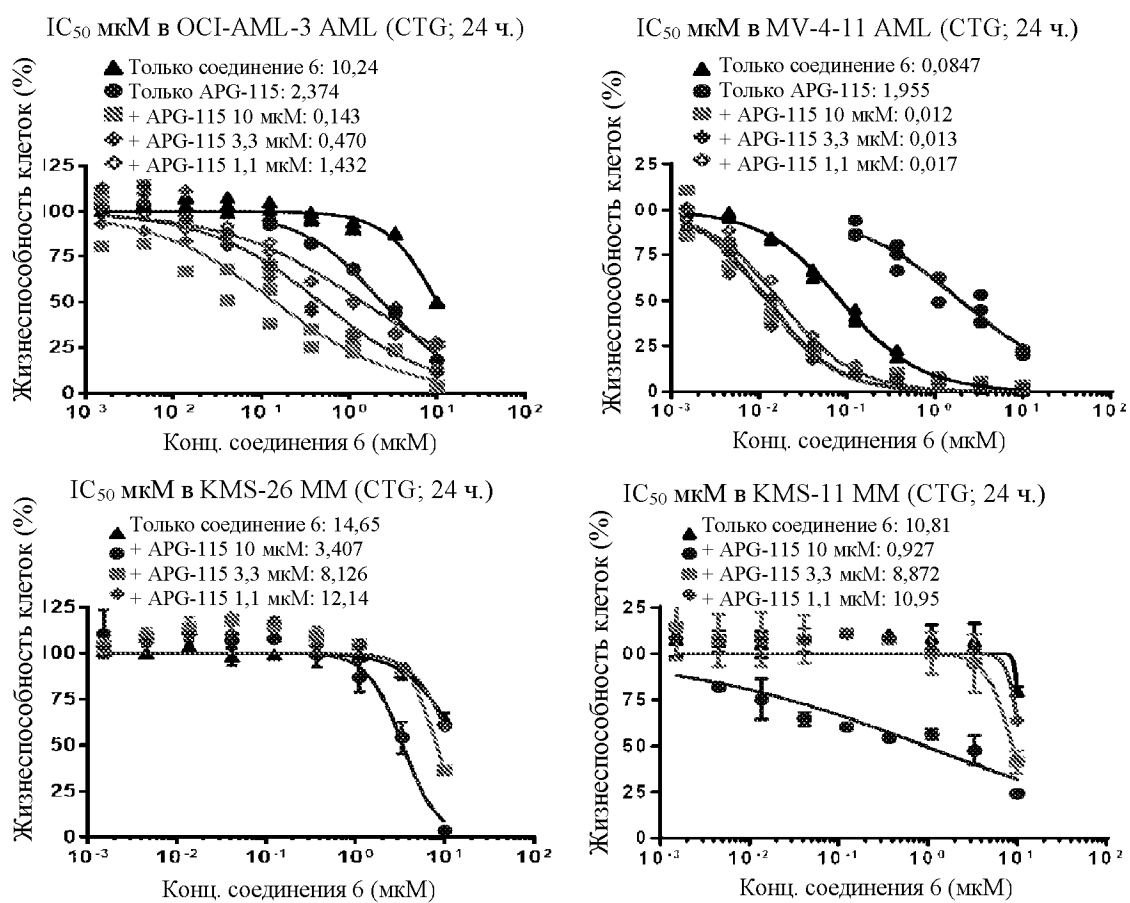 IC50 мкМ в OCI-AML-3 AML (CTG; 24 ч.)
Только соединение 6: 10,24
Только APG-115: 2,374
+ APG-115 10 мкМ: 0,143
+ APG-115 3,3 мкМ: 0,470
+ APG-115 1,1 мкМ: 1,432
Жизнеспособность клеток (%)
125
100
75
50
25
0
10-3 10-2 10-1 100 101 102
Конц. соединения 6 (мкМ)
IC50 мкМ в MV-4-11 AML (CTG; 24 ч.)
Только соединение 6: 0,0847
Только APG-115: 1,955
+ APG-115 10 мкМ: 0,012
+ APG-115 3,3 мкМ: 0,013
+ APG-115 1,1 мкМ: 0,017
Жизнеспособность клеток (%)
25
00
75
50
25
0
10-3 10-2 10-1 100 101 102
Конц. соединения 6 (мкМ)
IC50 мкМ в KMS-26 MM (CTG; 24 ч.)
Только соединение 6: 14,65
+ APG-115 10 мкМ: 3,407
+ APG-115 3,3 мкМ: 8,126
+ APG-115 1,1 мкМ: 12,14
Жизнеспособность клеток (%)
125
100
75
50
25
0
10-3 10-2 10-1 100 101 102
Конц. соединения 6 (мкМ)
IC50 мкМ в KMS-11 MM (CTG; 24 ч.)
Только соединение 6: 10,81
+ APG-115 10 мкМ: 0,927
+ APG-115 3,3 мкМ: 8,872
+ APG-115 1,1 мкМ: 10,95
Жизнеспособность клеток (%)
25
00
75
50
25
0
10-3 10-2 10-1 100 101 102
Конц. соединения 6 (мкМ)